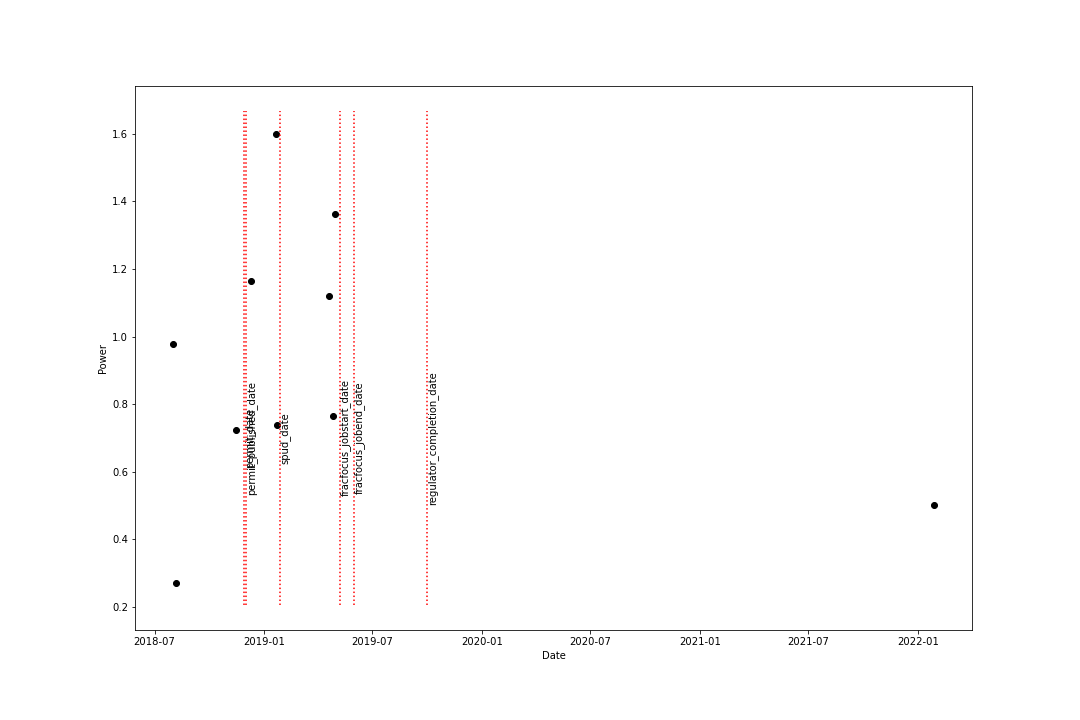 1.6
1.4
1.2
1.0
0.8
0.6
0.4
0.2
Power
spud_date
fracfocus_jobstart_date
fracfocus_jobend_date
regulator_completion_date
2018-07
2019-01
2019-07
2020-01
2020-07
2021-01
2021-07
2022-01
Date